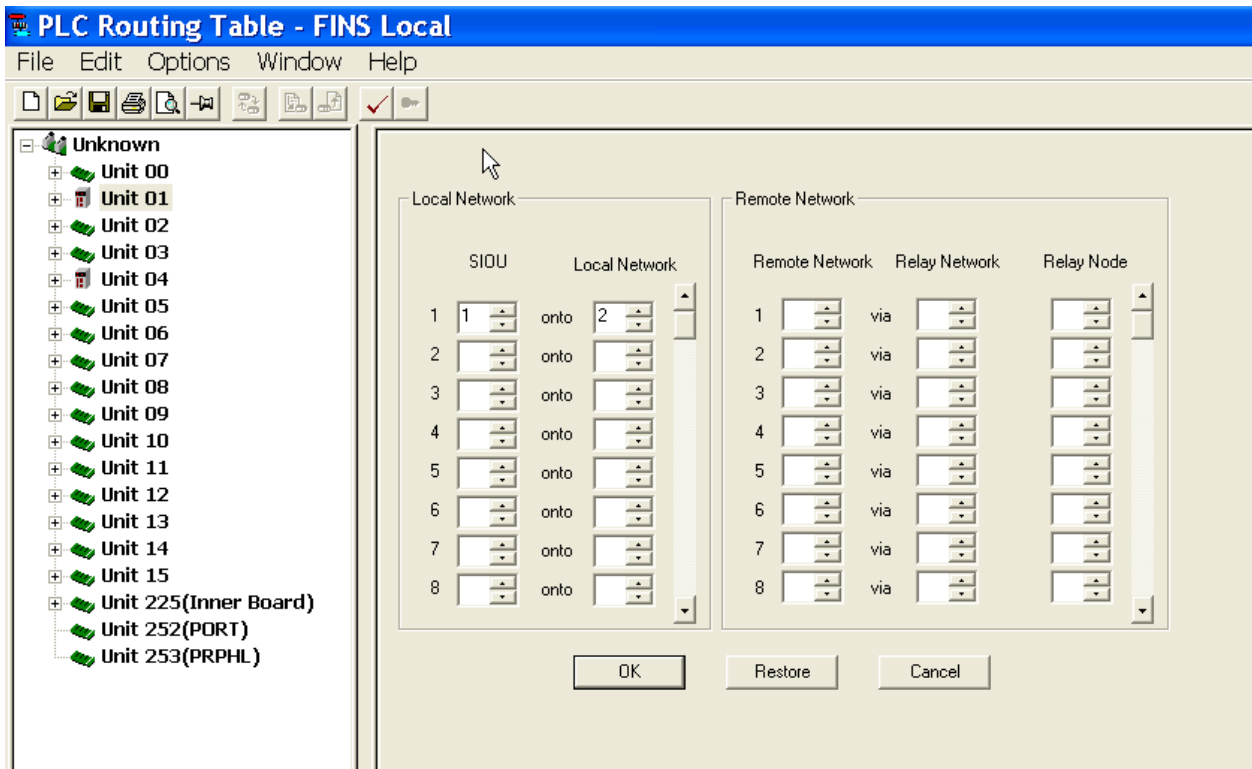 PLC Routing Table - FINS Local
File Edit Options Window Help
Unknown
Unit 00
Unit 01
Unit 02
Unit 03
Unit 04
Unit 05
Unit 06
Unit 07
Unit 08
Unit 09
Unit 10
Unit 11
Unit 12
Unit 13
Unit 14
Unit 15
Unit 225(Inner Board)
Unit 252(PORT)
Unit 253(PRPHL)
Local Network
SIOU Local Network
1 1 onto 2
2 onto
3 onto
4 onto
5 onto
6 onto
7 onto
8 onto
Remote Network
Remote Network Relay Network Relay Node
1 via
2 via
3 via
4 via
5 via
6 via
7 via
8 via
OK Restore Cancel